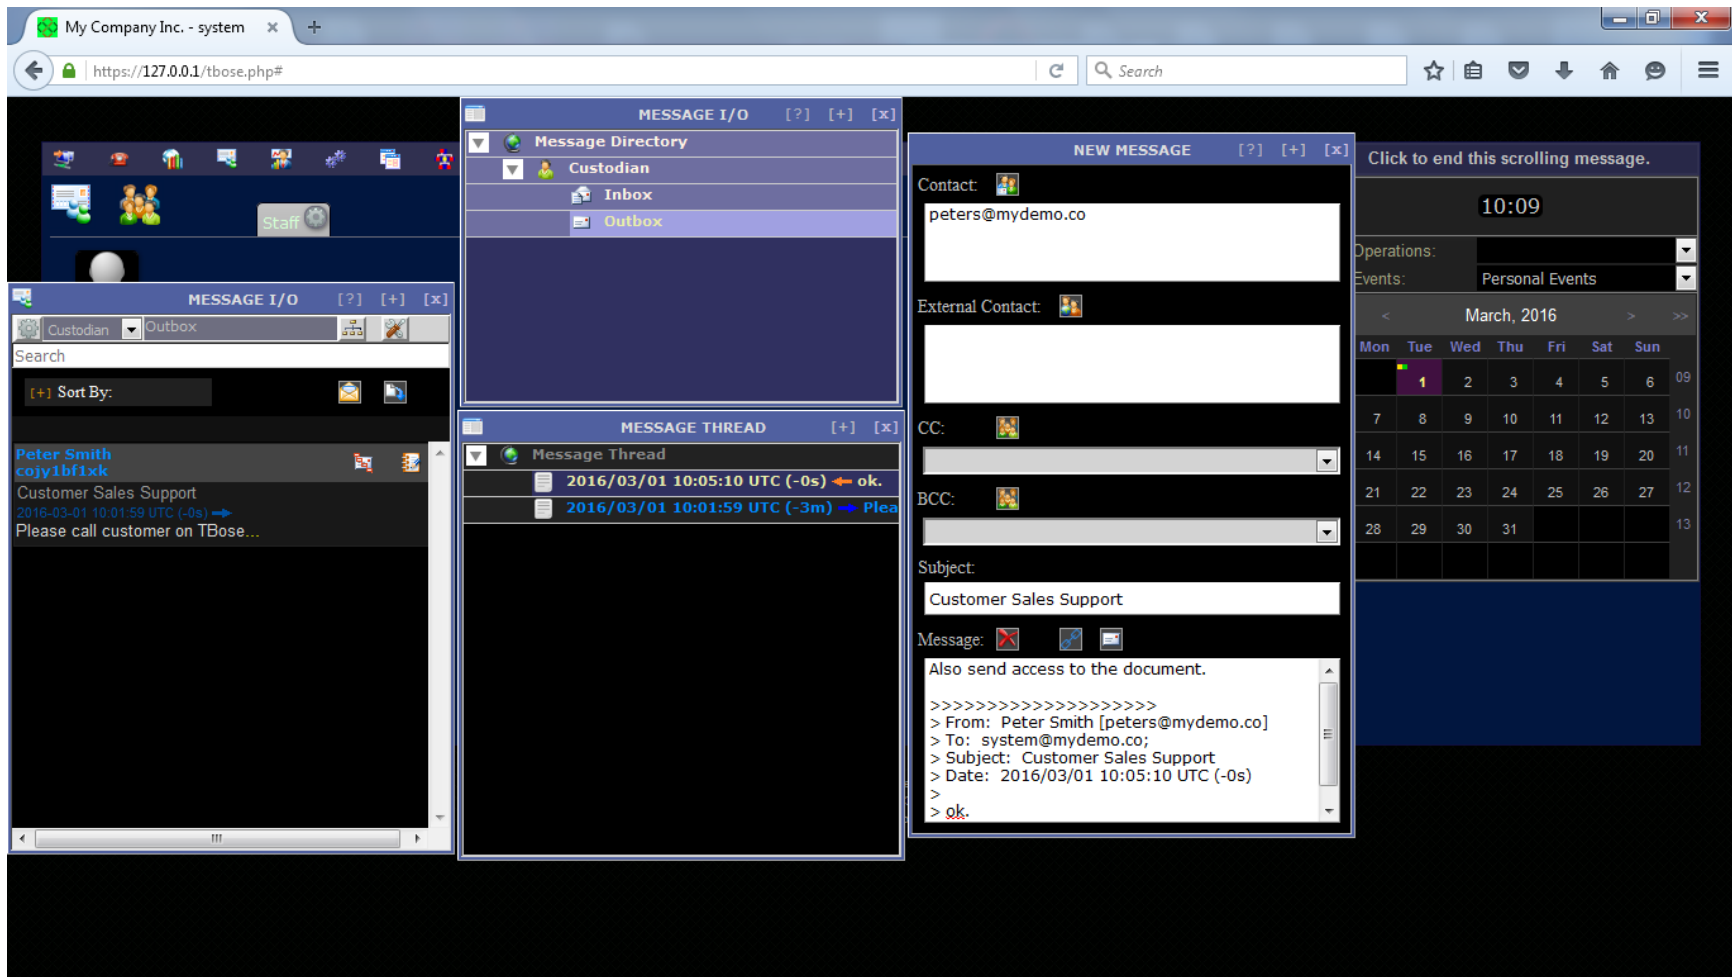 My Company Inc. - system
https://127.0.0.1/tbose.php#
Search
MESSAGE I/O [?] [+] [x]
Message Directory
Custodian
Inbox
Outbox
Staff
MESSAGE I/O [?] [+] [x]
Custodian
Outbox
Search
[+] Sort By:
Peter Smith
cojy1bf1xk
Customer Sales Support
2016-03-01 10:01:59 UTC (-0s)
Please call customer on TBose...
MESSAGE THREAD [+] [x]
Message Thread
2016/03/01 10:05:10 UTC (-0s) ok.
2016/03/01 10:01:59 UTC (-3m) Plea
NEW MESSAGE [?] [+] [x]
Contact:
peters@mydemo.co
External Contact:
CC:
BCC:
Subject:
Customer Sales Support
Message:
Also send access to the document.
>>>>>>>>>>>>>>>>>>>>
> From: Peter Smith [peters@mydemo.co]
> To: system@mydemo.co;
> Subject: Customer Sales Support
> Date: 2016/03/01 10:05:10 UTC (-0s)
>
> ok.
Click to end this scrolling message.
10:09
Operations:
Events: Personal Events
< March, 2016 > >>
Mon Tue Wed Thu Fri Sat Sun
1 2 3 4 5 6 09
7 8 9 10 11 12 13 10
14 15 16 17 18 19 20 11
21 22 23 24 25 26 27 12
28 29 30 31 13